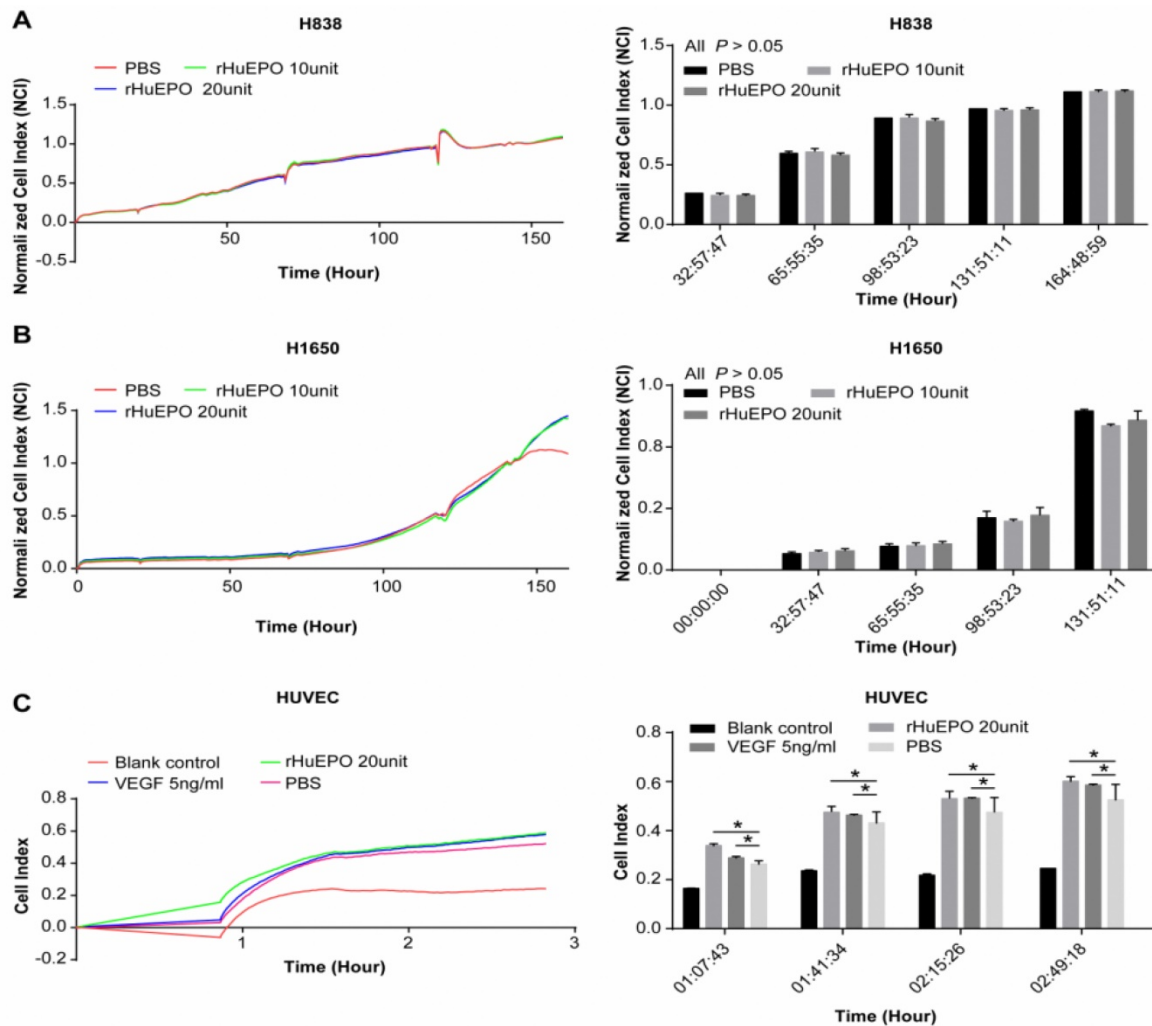 A
H838
PBS
rHuEPO 10unit
rHuEPO 20unit
Normali zed Cell Index (NCI)
1.5
1.0
0.5
0.0
-0.5
50
100
150
Time (Hour)
H838
All P > 0.05
PBS
rHuEPO 10unit
rHuEPO 20unit
Normali zed Cell Index (NCI)
1.5
1.0
0.5
0.0
32:57:47
65:55:35
98:53:23
131:51:11
164:48:59
Time (Hour)
B
H1650
PBS
rHuEPO 10unit
rHuEPO 20unit
Normali zed Cell Index (NCI)
1.5
1.0
0.5
0.0
0
50
100
150
Time (Hour)
H1650
All P > 0.05
PBS
rHuEPO 10unit
rHuEPO 20unit
Normali zed Cell Index (NCI)
1.0
0.8
0.2
0.0
00:00:00
32:57:47
65:55:35
98:53:23
131:51:11
Time (Hour)
C
HUVEC
Blank control
rHuEPO 20unit
VEGF 5ng/ml
PBS
Cell Index
0.8
0.6
0.4
0.2
0.0
-0.2
1
2
3
Time (Hour)
HUVEC
Blank control
rHuEPO 20unit
VEGF 5ng/ml
PBS
Cell Index
0.8
0.6
0.4
0.2
0.0
* * * *
* * * *
01:07:43
01:41:34
02:15:26
02:49:18
Time (Hour)